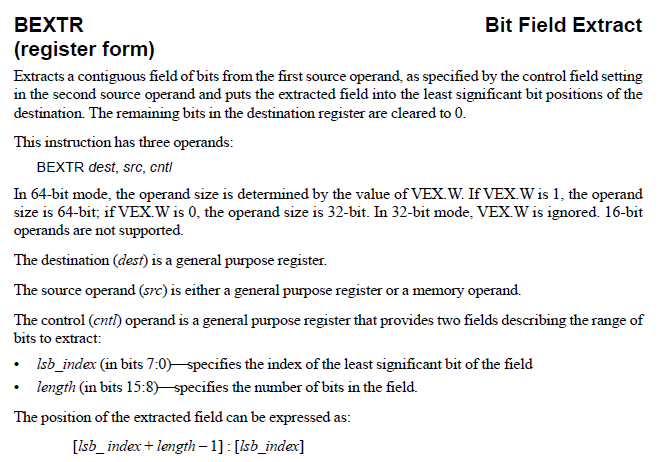 BEXTR Bit Field Extract
(register form)
Extracts a contiguous field of bits from the first source operand, as specified by the control field setting
in the second source operand and puts the extracted field into the least significant bit positions of the
destination. The remaining bits in the destination register are cleared to 0.
This instruction has three operands:
BEXTR dest, src, cntl
In 64-bit mode, the operand size is determined by the value of VEX.W. If VEX.W is 1, the operand
size is 64-bit; if VEX.W is 0, the operand size is 32-bit. In 32-bit mode, VEX.W is ignored. 16-bit
operands are not supported.
The destination (dest) is a general purpose register.
The source operand (src) is either a general purpose register or a memory operand.
The control (cntl) operand is a general purpose register that provides two fields describing the range of
bits to extract:
• lsb_index (in bits 7:0)—specifies the index of the least significant bit of the field
• length (in bits 15:8)—specifies the number of bits in the field.
The position of the extracted field can be expressed as:
[lsb_ index + length – 1] : [lsb_index]